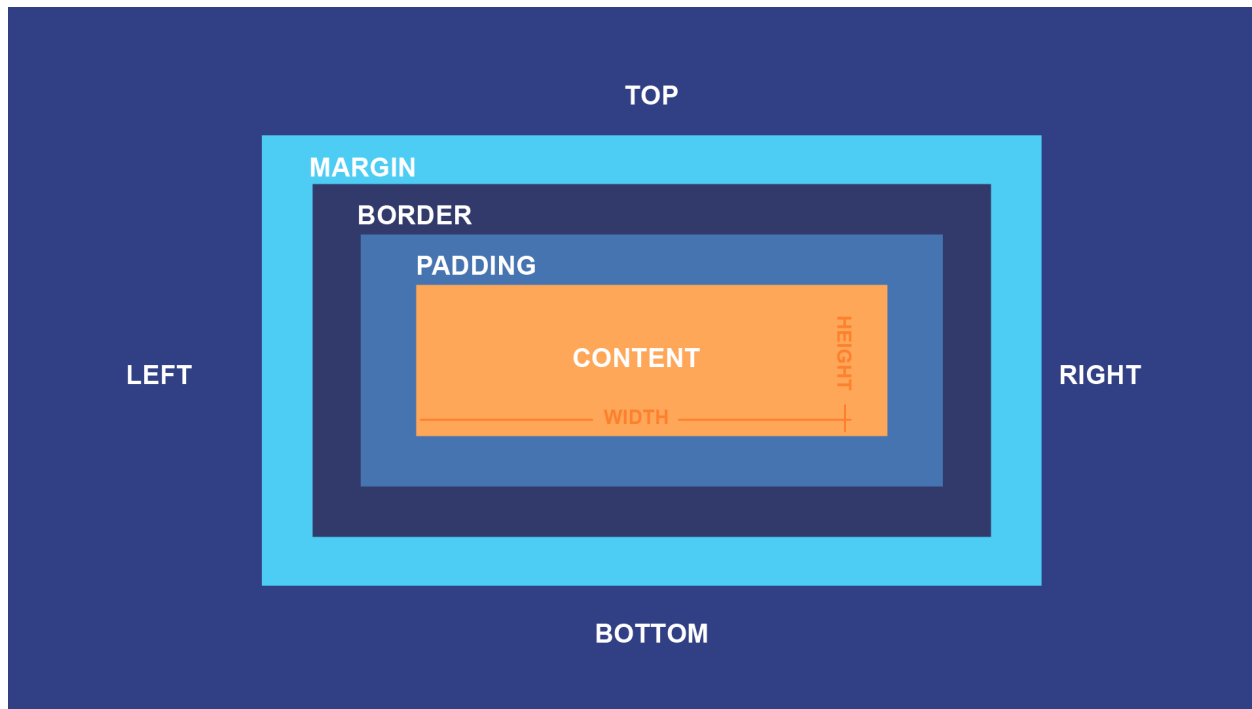 TOP
MARGIN
BORDER
PADDING
HEIGHT
CONTENT
LEFT
RIGHT
WIDTH
BOTTOM